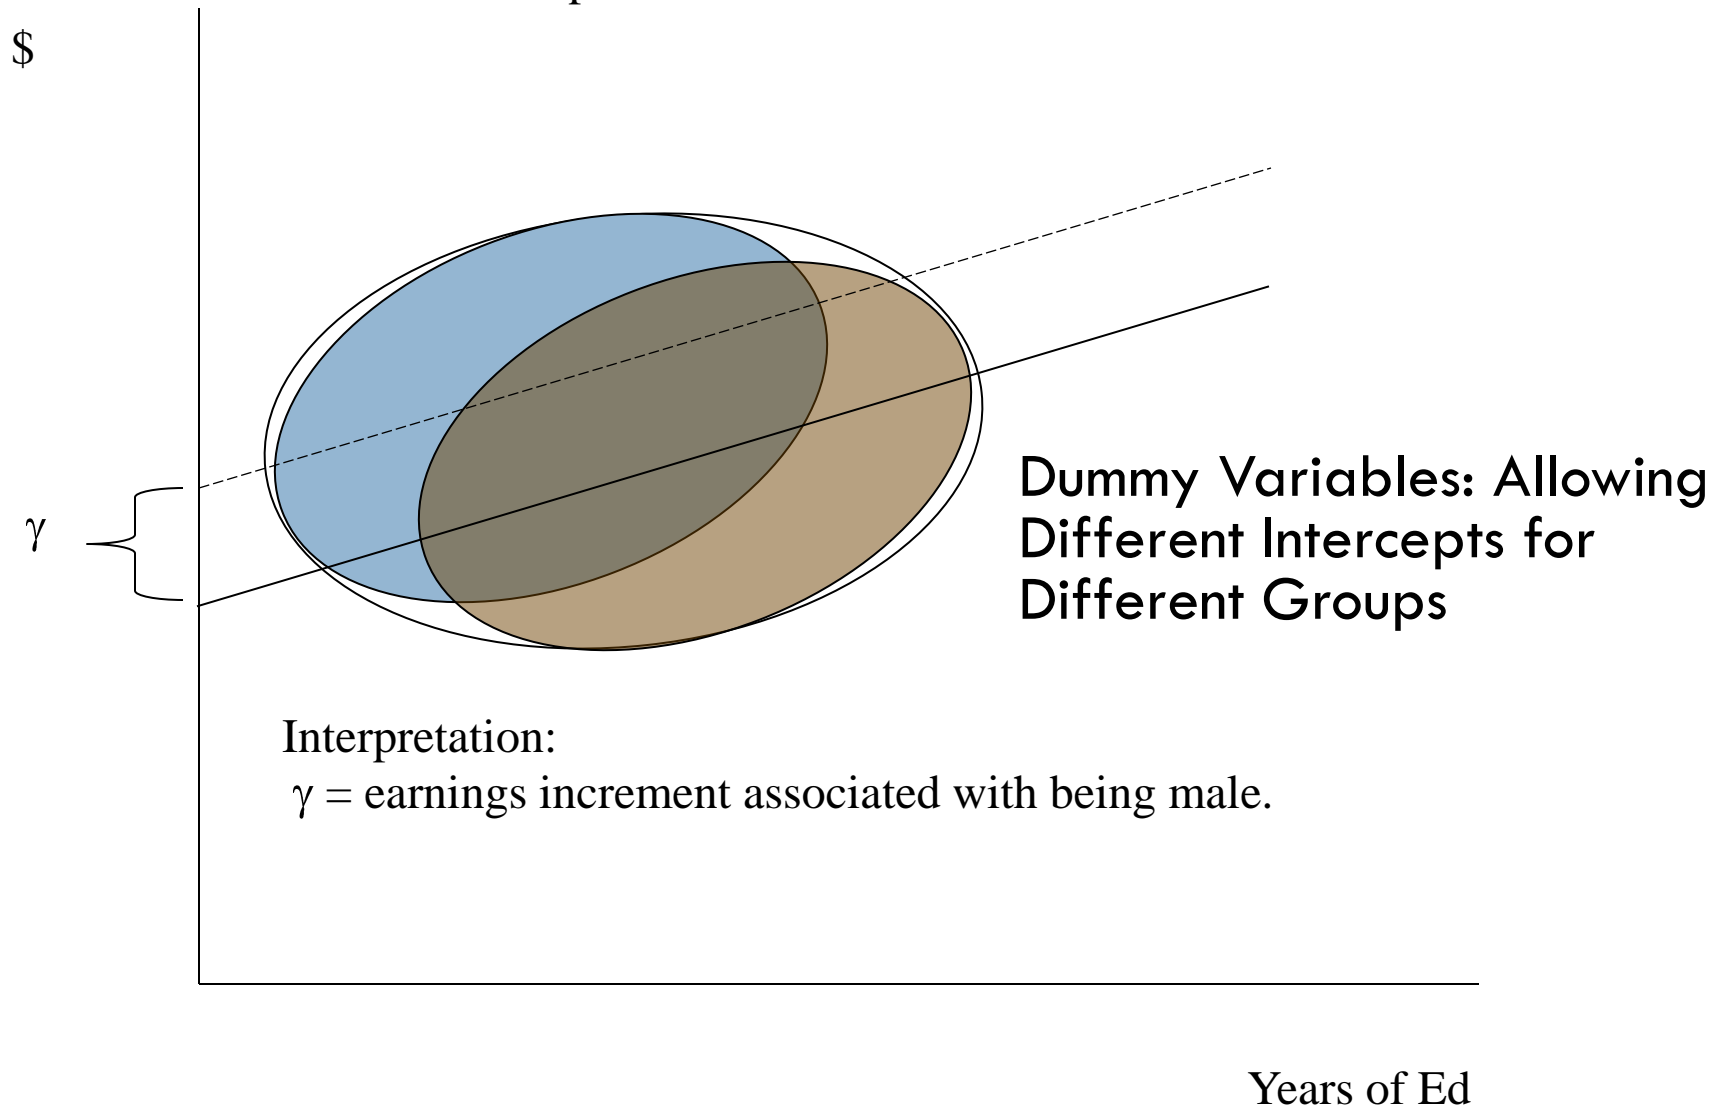 $
γ
Dummy Variables: Allowing
Different Intercepts for
Different Groups
Interpretation:
γ = earnings increment associated with being male.
Years of Ed